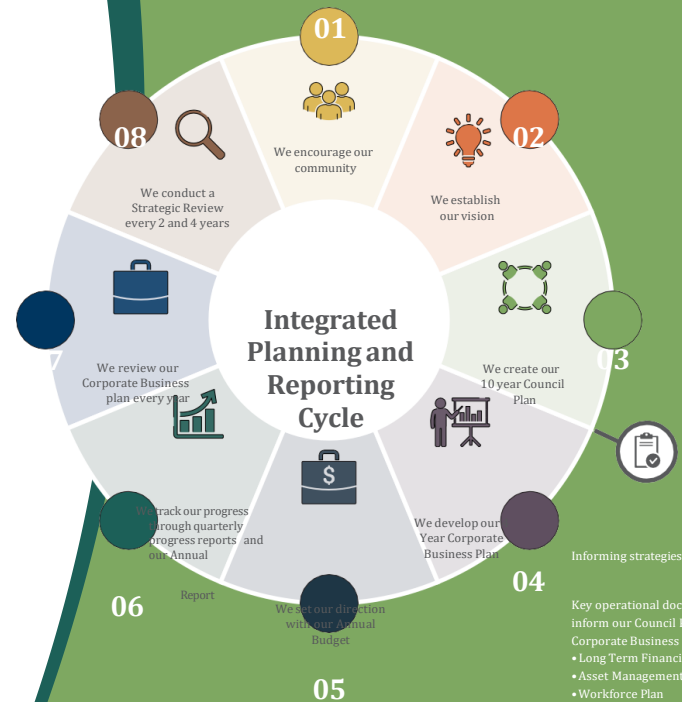 01
We encourage our
community
02
We establish
our vision
03
We create our
10 year Council
Plan
04
We develop our
Year Corporate
Business Plan
05
We set our direction
with our Annual
Budget
06
We track our progress
through quarterly
progress reports and
our Annual
Report
7
We review our
Corporate Business
plan every year
08
We conduct a
Strategic Review
every 2 and 4 years
Integrated
Planning and
Reporting
Cycle
$
Informing strategies
Key operational doc
inform our Council
Corporate Business
• Long Term Financi
• Asset Management
• Workforce Plan